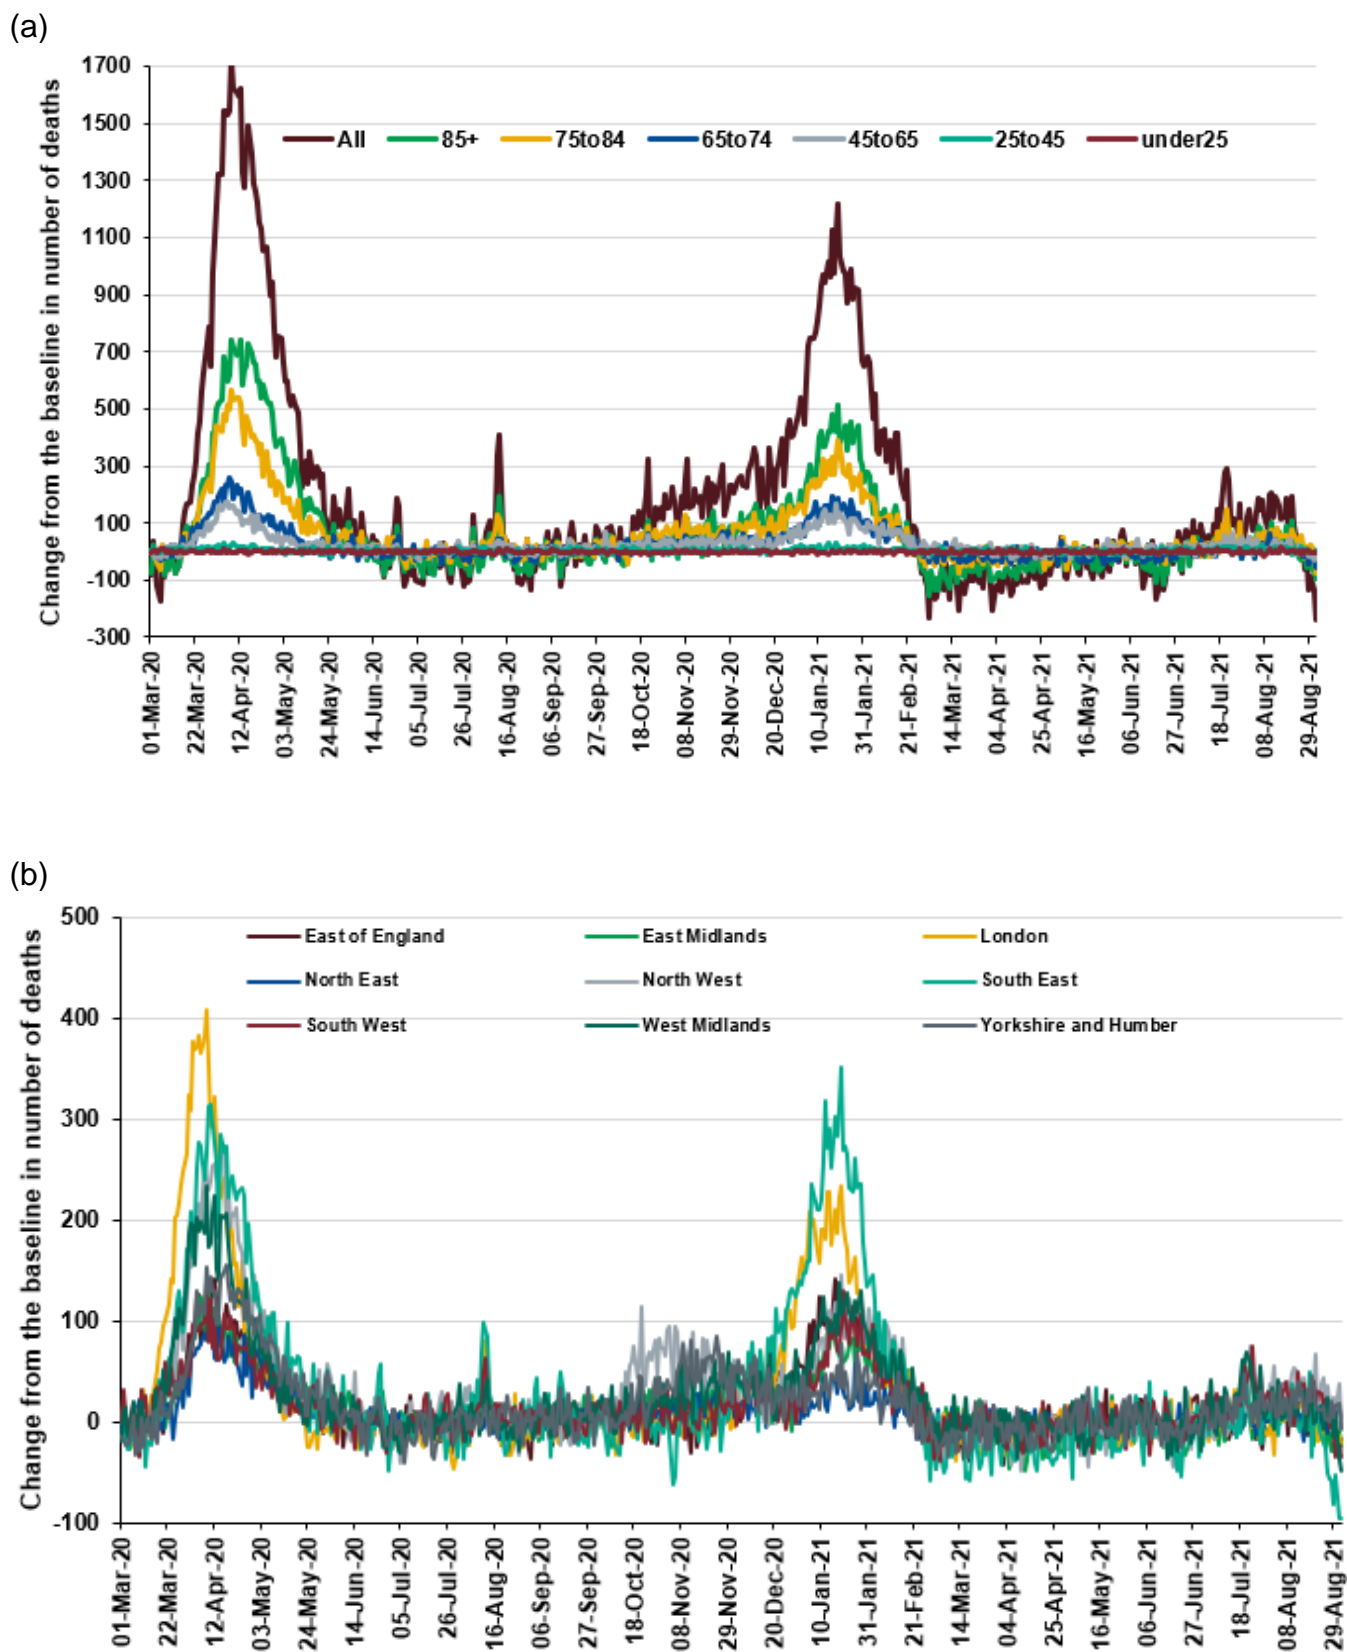 (a)
Change from the baseline in number of deaths
1700
1500
1300
1100
900
700
500
300
100
-100
-300
All 85+ 75to84 65to74 45to65 25to45 under25
01-Mar-20 22-Mar-20 12-Apr-20 03-May-20 24-May-20 14-Jun-20 05-Jul-20 26-Jul-20 16-Aug-20 06-Sep-20 27-Sep-20 18-Oct-20 08-Nov-20 29-Nov-20 20-Dec-20 10-Jan-21 31-Jan-21 21-Feb-21 14-Mar-21 04-Apr-21 25-Apr-21 16-May-21 06-Jun-21 27-Jun-21 18-Jul-21 08-Aug-21 29-Aug-21
(b)
Change from the baseline in number of deaths
500
400
300
200
100
0
-100
East of England East Midlands London
North East North West South East
South West West Midlands Yorkshire and Humber
01-Mar-20 22-Mar-20 12-Apr-20 03-May-20 24-May-20 14-Jun-20 05-Jul-20 26-Jul-20 16-Aug-20 06-Sep-20 27-Sep-20 18-Oct-20 08-Nov-20 29-Nov-20 20-Dec-20 10-Jan-21 31-Jan-21 21-Feb-21 14-Mar-21 04-Apr-21 25-Apr-21 16-May-21 06-Jun-21 27-Jun-21 18-Jul-21 08-Aug-21 29-Aug-21